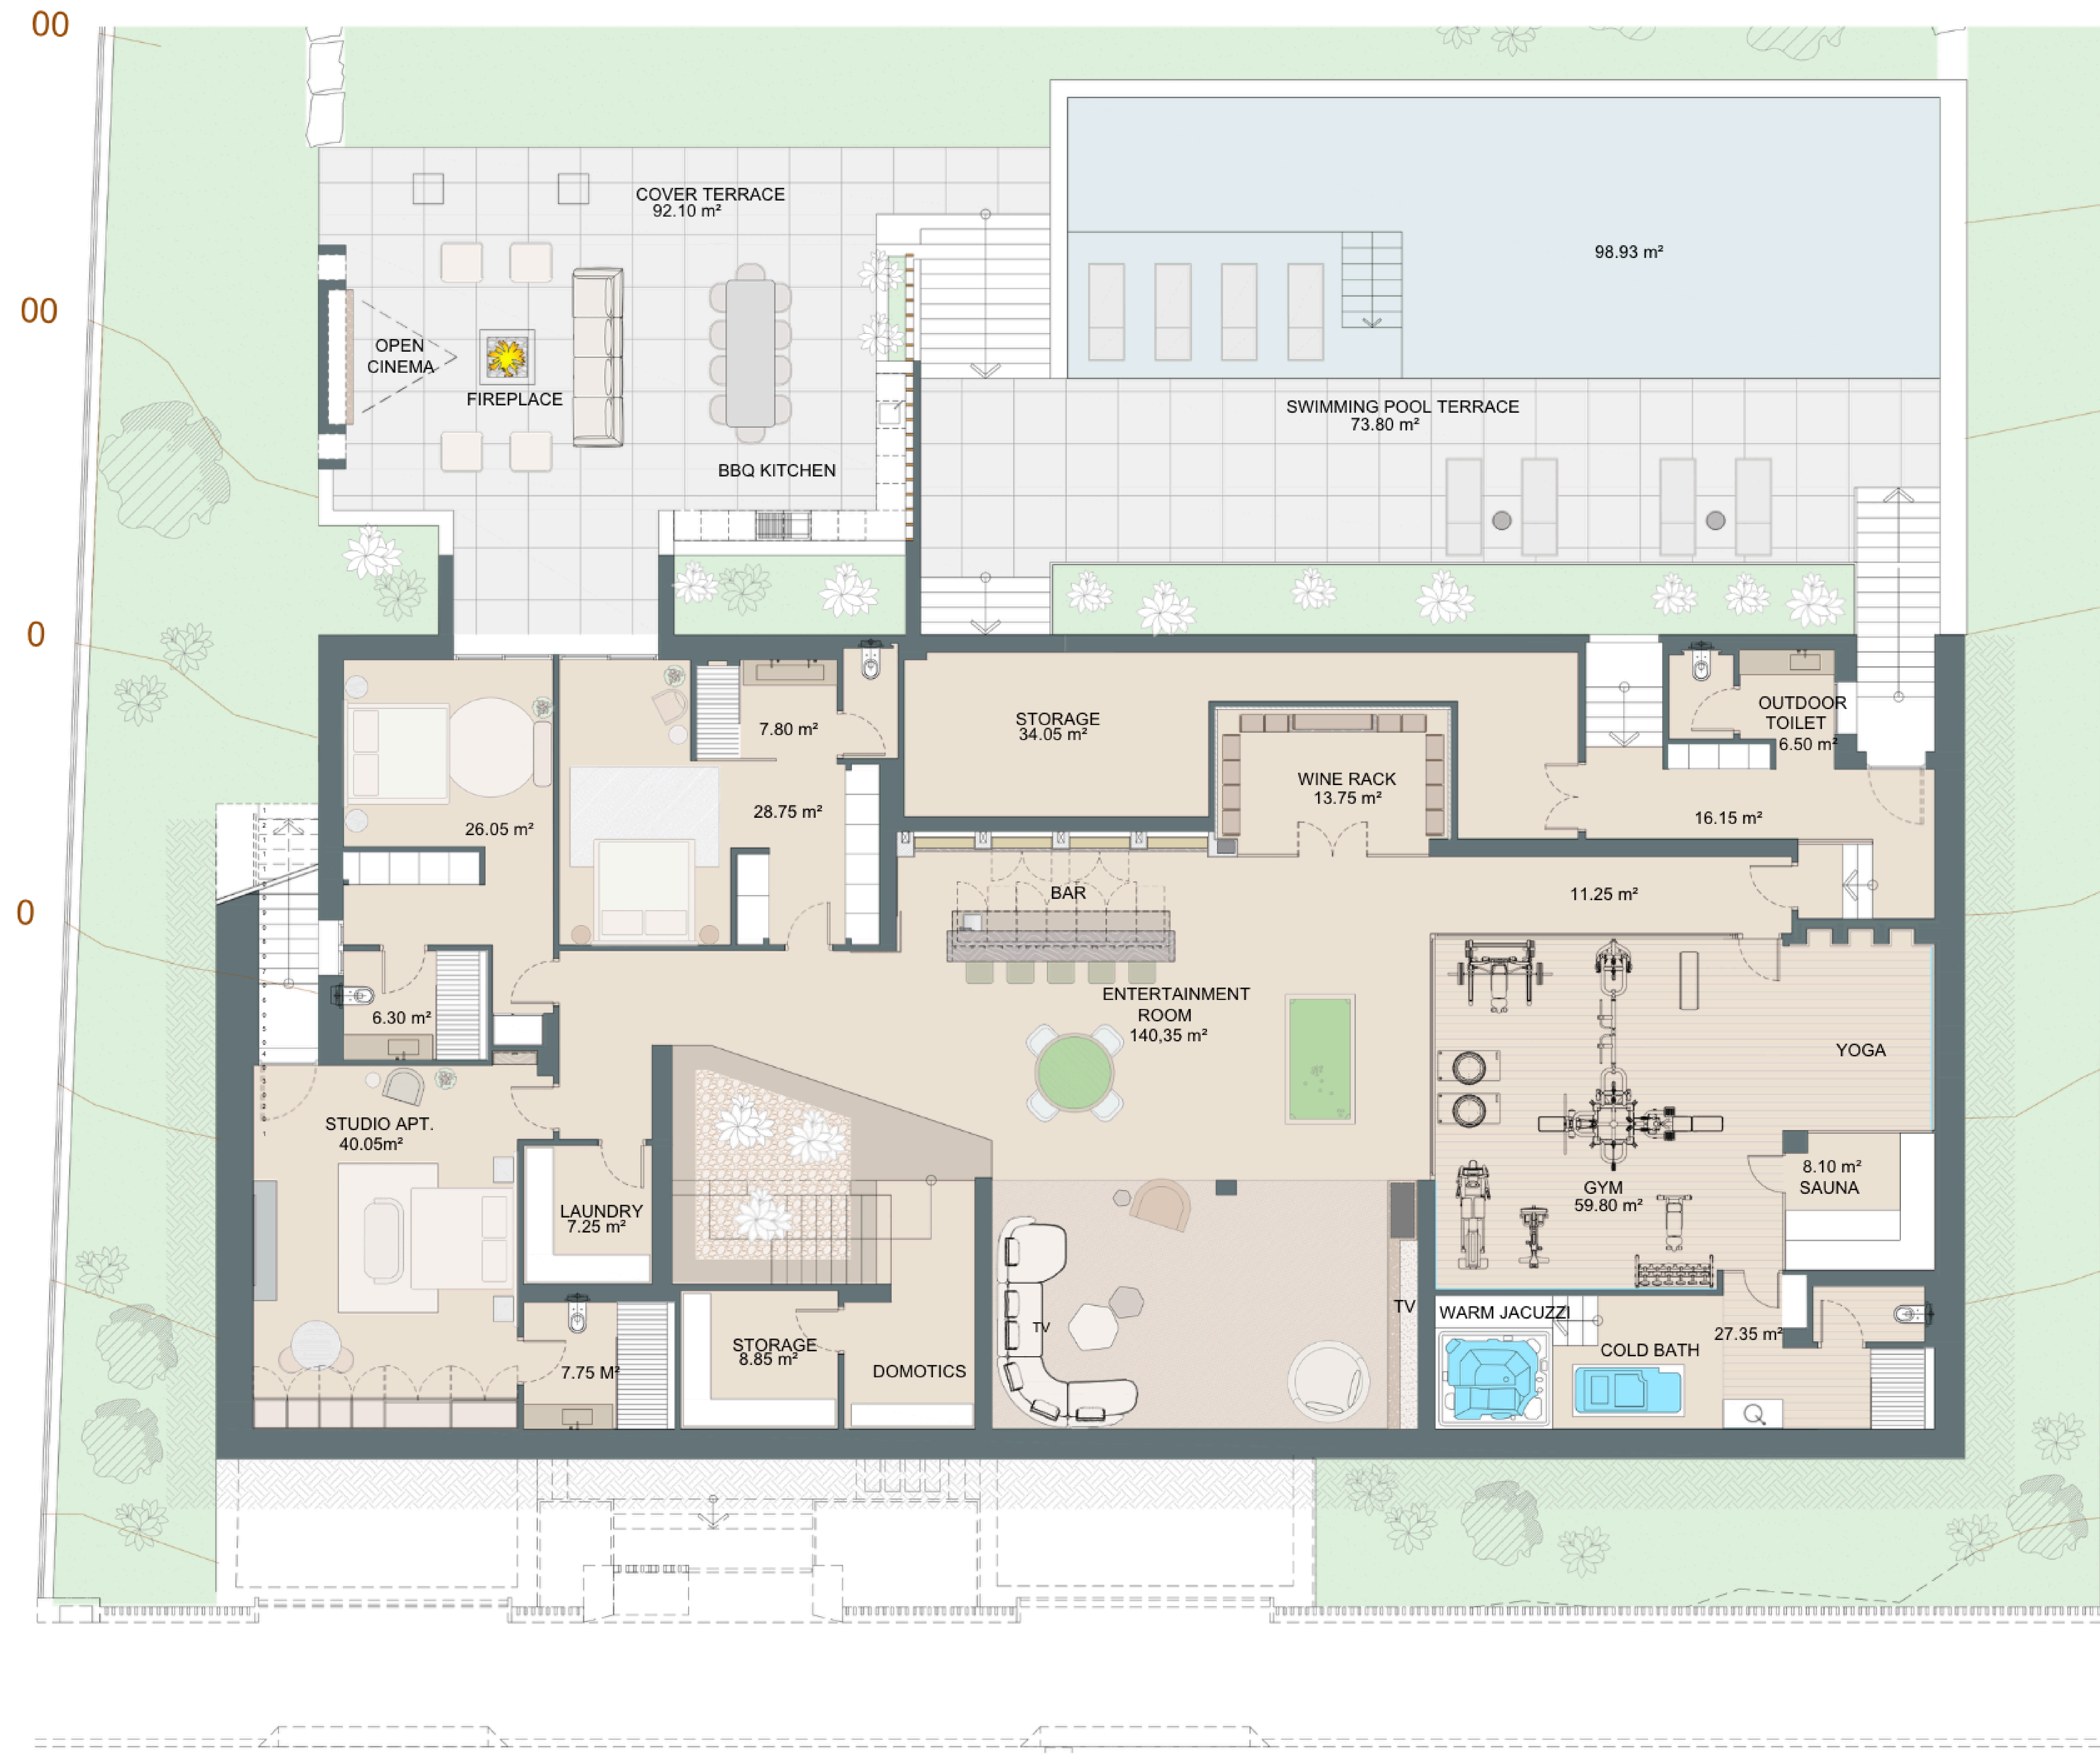 00
COVER TERRACE
92.10 m²
98.93 m²
00
OPEN
CINEMA
FIREPLACE
SWIMMING POOL TERRACE
73.80 m²
BBQ KITCHEN
0
OUTDOOR
TOILET
6.50 m²
STORAGE
34.05 m²
7.80 m²
WINE RACK
13.75 m²
28.75 m²
16.15 m²
26.05 m²
BAR
11.25 m²
0
ENTERTAINMENT
ROOM
140,35 m²
6.30 m²
YOGA
STUDIO APT.
40.05m²
8.10 m²
SAUNA
GYM
59.80 m²
LAUNDRY
7.25 m²
TV
WARM JACUZZI
TV
27.35 m²
STORAGE
8.85 m²
COLD BATH
7.75 M²
DOMOTICS